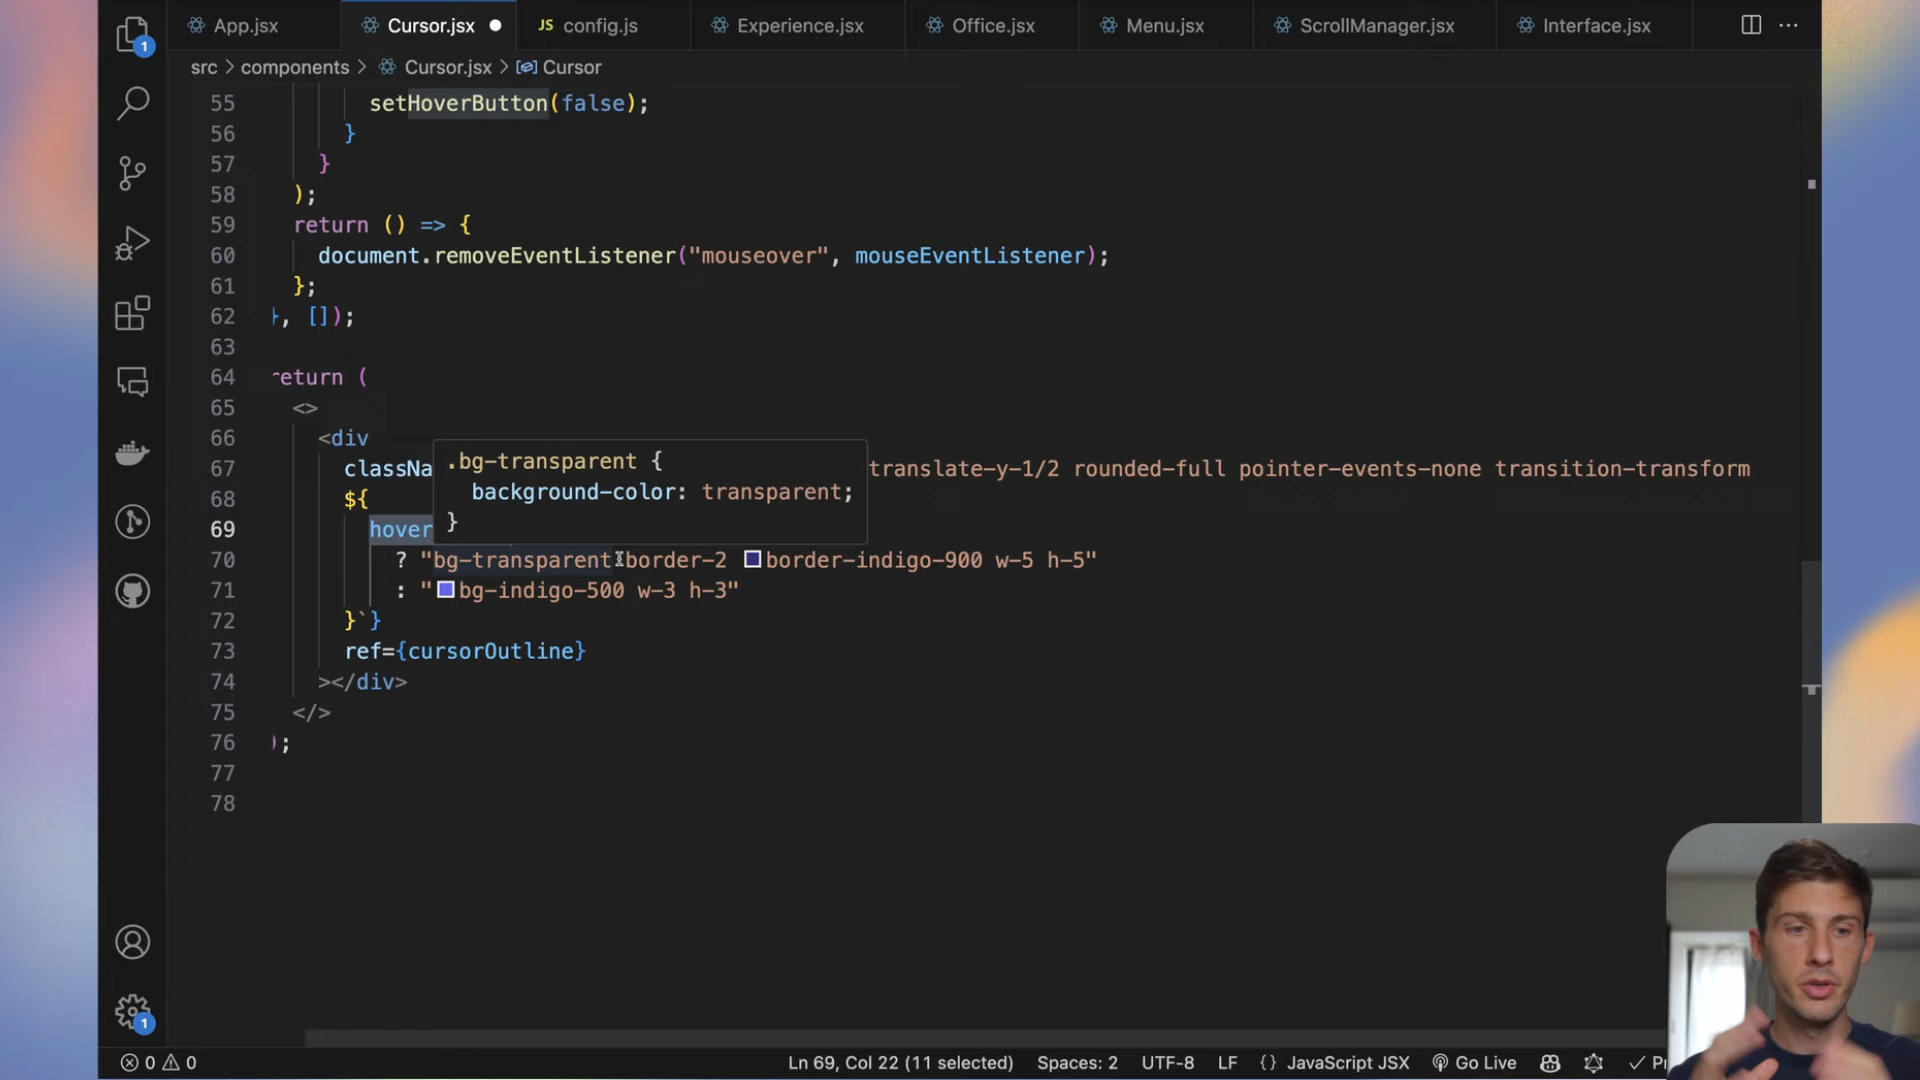 App.jsx Cursor.jsx JS config.js Experience.jsx Office.jsx Menu.jsx ScrollManager.jsx Interface.jsx
1
src > components > Cursor.jsx > Cursor
55 setHoverButton(false);
56 }
57 }
58 );
59 return () => {
60 document.removeEventListener("mouseover", mouseEventListener);
61 };
62 }, []);
63
64 return (
65 <>
66 <div
.bg-transparent {
67 classNa translate-y-1/2 rounded-full pointer-events-none transition-transform
background-color: transparent;
68 ${
}
69 hover
70 ? "bg-transparent border-2 border-indigo-900 w-5 h-5"
71 : "bg-indigo-500 w-3 h-3"
72 }`}
73 ref={cursorOutline}
74 ></div>
75 </>
76 );
77
78
1
0 0 Ln 69, Col 22 (11 selected) Spaces: 2 UTF-8 LF {} JavaScript JSX Go Live